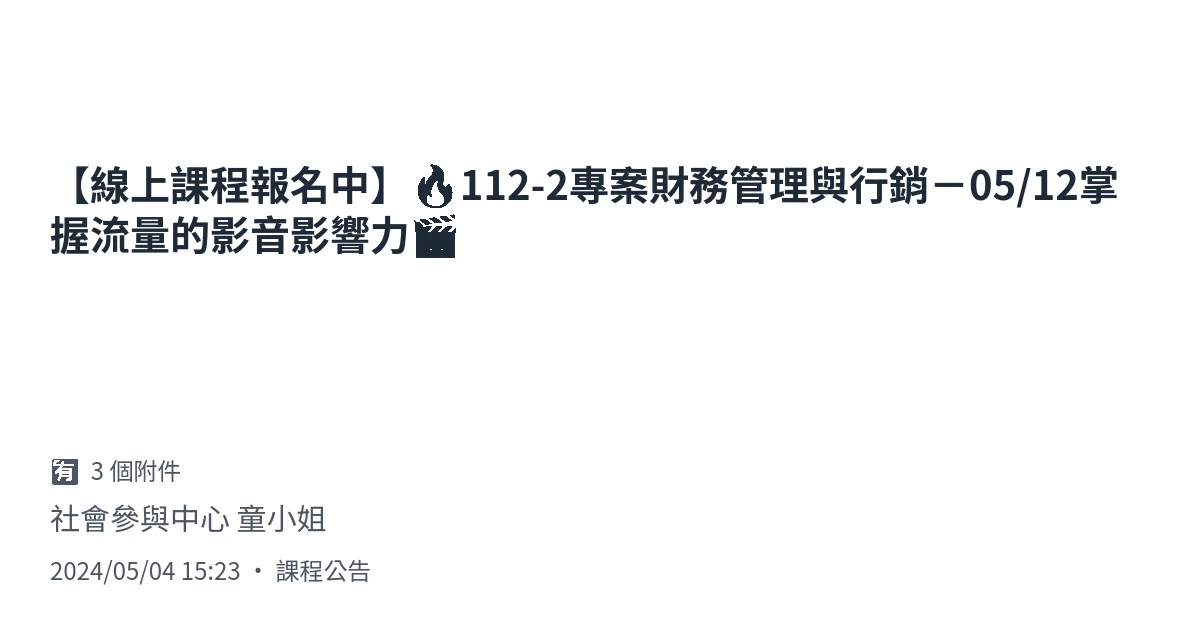 【線上課程報名中】🔥112-2專案財務管理與行銷－05/12掌
握流量的影音影響力🎬
🈶 3 個附件
社會參與中心 童小姐
2024/05/04 15:23 ・ 課程公告